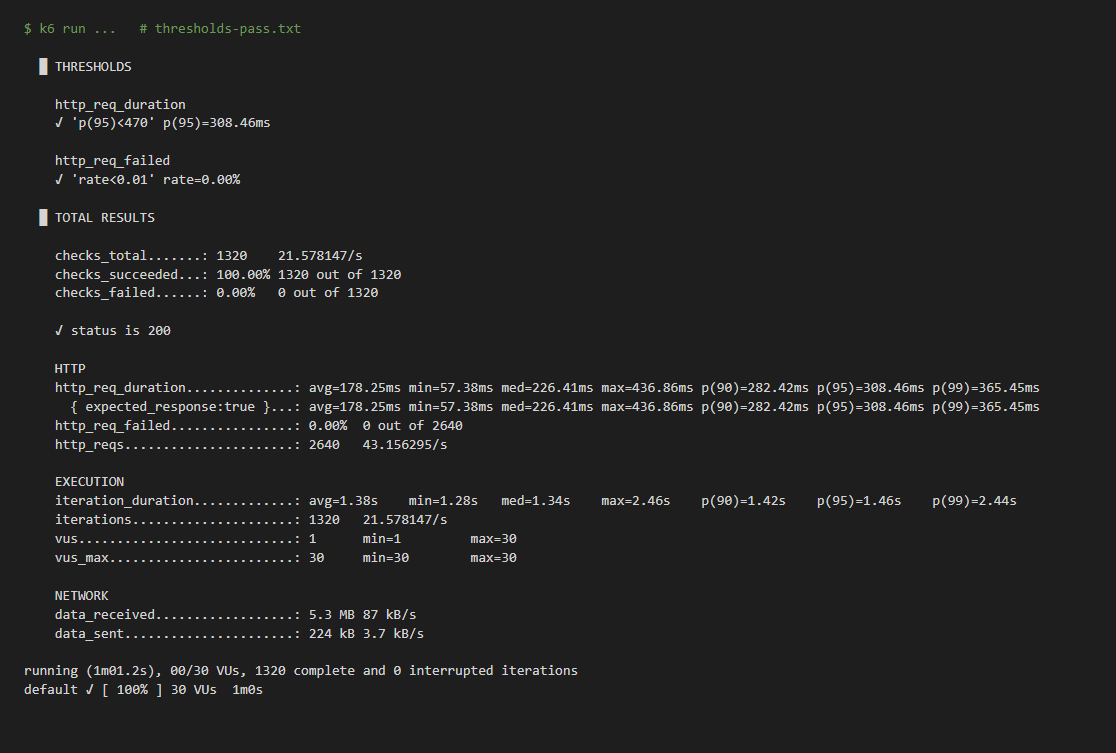 $ k6 run ...   # thresholds-pass.txt
█ THRESHOLDS
http_req_duration
✓ 'p(95)<470' p(95)=308.46ms
http_req_failed
✓ 'rate<0.01' rate=0.00%
█ TOTAL RESULTS
checks_total.......: 1320    21.578147/s
checks_succeeded...: 100.00% 1320 out of 1320
checks_failed......: 0.00%   0 out of 1320
✓ status is 200
HTTP
http_req_duration..............: avg=178.25ms min=57.38ms med=226.41ms max=436.86ms p(90)=282.42ms p(95)=308.46ms p(99)=365.45ms
{ expected_response:true }...: avg=178.25ms min=57.38ms med=226.41ms max=436.86ms p(90)=282.42ms p(95)=308.46ms p(99)=365.45ms
http_req_failed................: 0.00%  0 out of 2640
http_reqs......................: 2640   43.156295/s
EXECUTION
iteration_duration.............: avg=1.38s    min=1.28s   med=1.34s    max=2.46s    p(90)=1.42s    p(95)=1.46s    p(99)=2.44s
iterations.....................: 1320   21.578147/s
vus............................: 1      min=1         max=30
vus_max........................: 30     min=30        max=30
NETWORK
data_received..................: 5.3 MB 87 kB/s
data_sent......................: 224 kB 3.7 kB/s
running (1m01.2s), 00/30 VUs, 1320 complete and 0 interrupted iterations
default ✓ [ 100% ] 30 VUs  1m0s